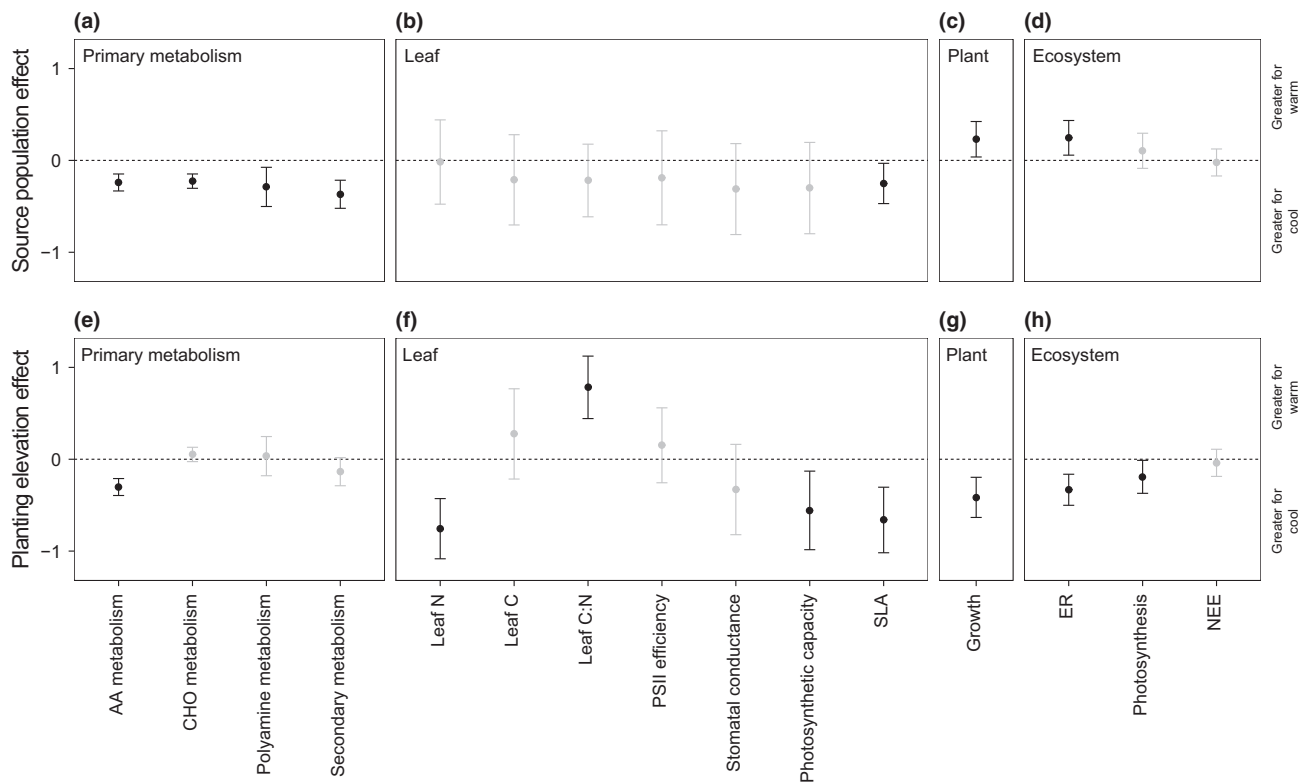 (a)
(b)
(c)
(d)
Primary metabolism
Leaf
Plant
Ecosystem
Source population effect
1
0
−1
Greater for
warm
Greater for
cool
(e)
(f)
(g)
(h)
Primary metabolism
Leaf
Plant
Ecosystem
Planting elevation effect
1
0
−1
Greater for
warm
Greater for
cool
AA metabolism
CHO metabolism
Polyamine metabolism
Secondary metabolism
Leaf N
Leaf C
Leaf C:N
PSII efficiency
Stomatal conductance
Photosynthetic capacity
SLA
Growth
ER
Photosynthesis
NEE